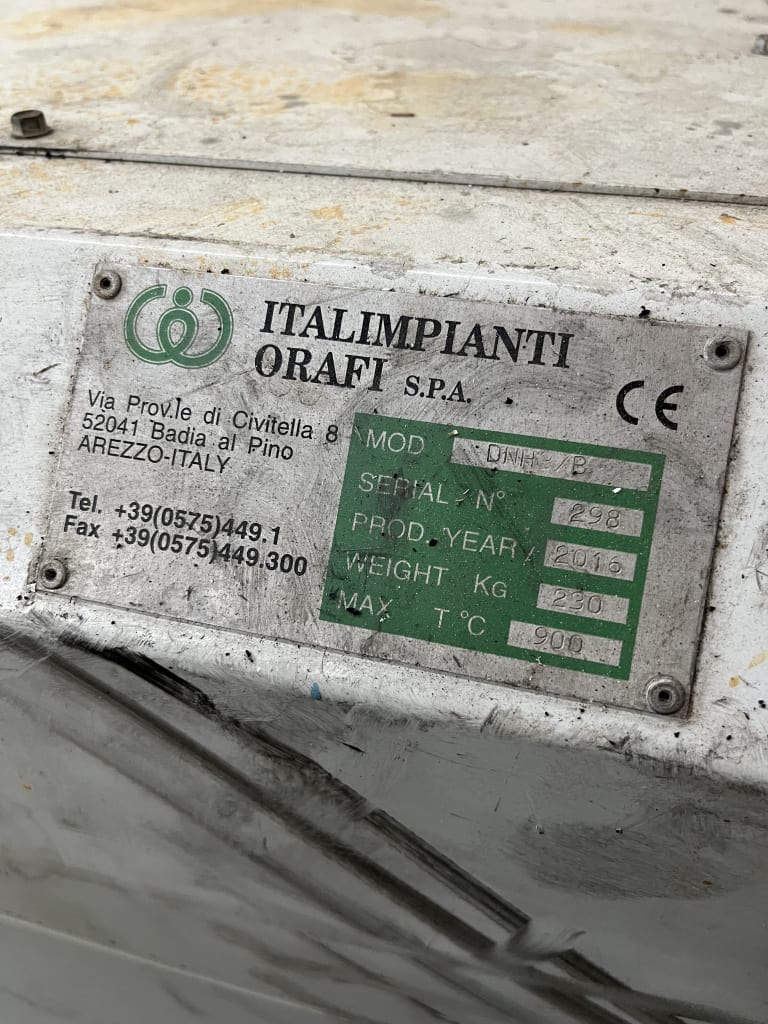 ITALIMPIANTI
ORAFI S.P.A.
CE
Via Prov.le di Civitella 8
52041 Badia al Pino
AREZZO-ITALY
Tel. +39(0575)449.1
Fax +39(0575)449.300
MOD
SERIAL / N° 298
PROD. YEAR / 2016
WEIGHT KG 230
MAX T °C 900